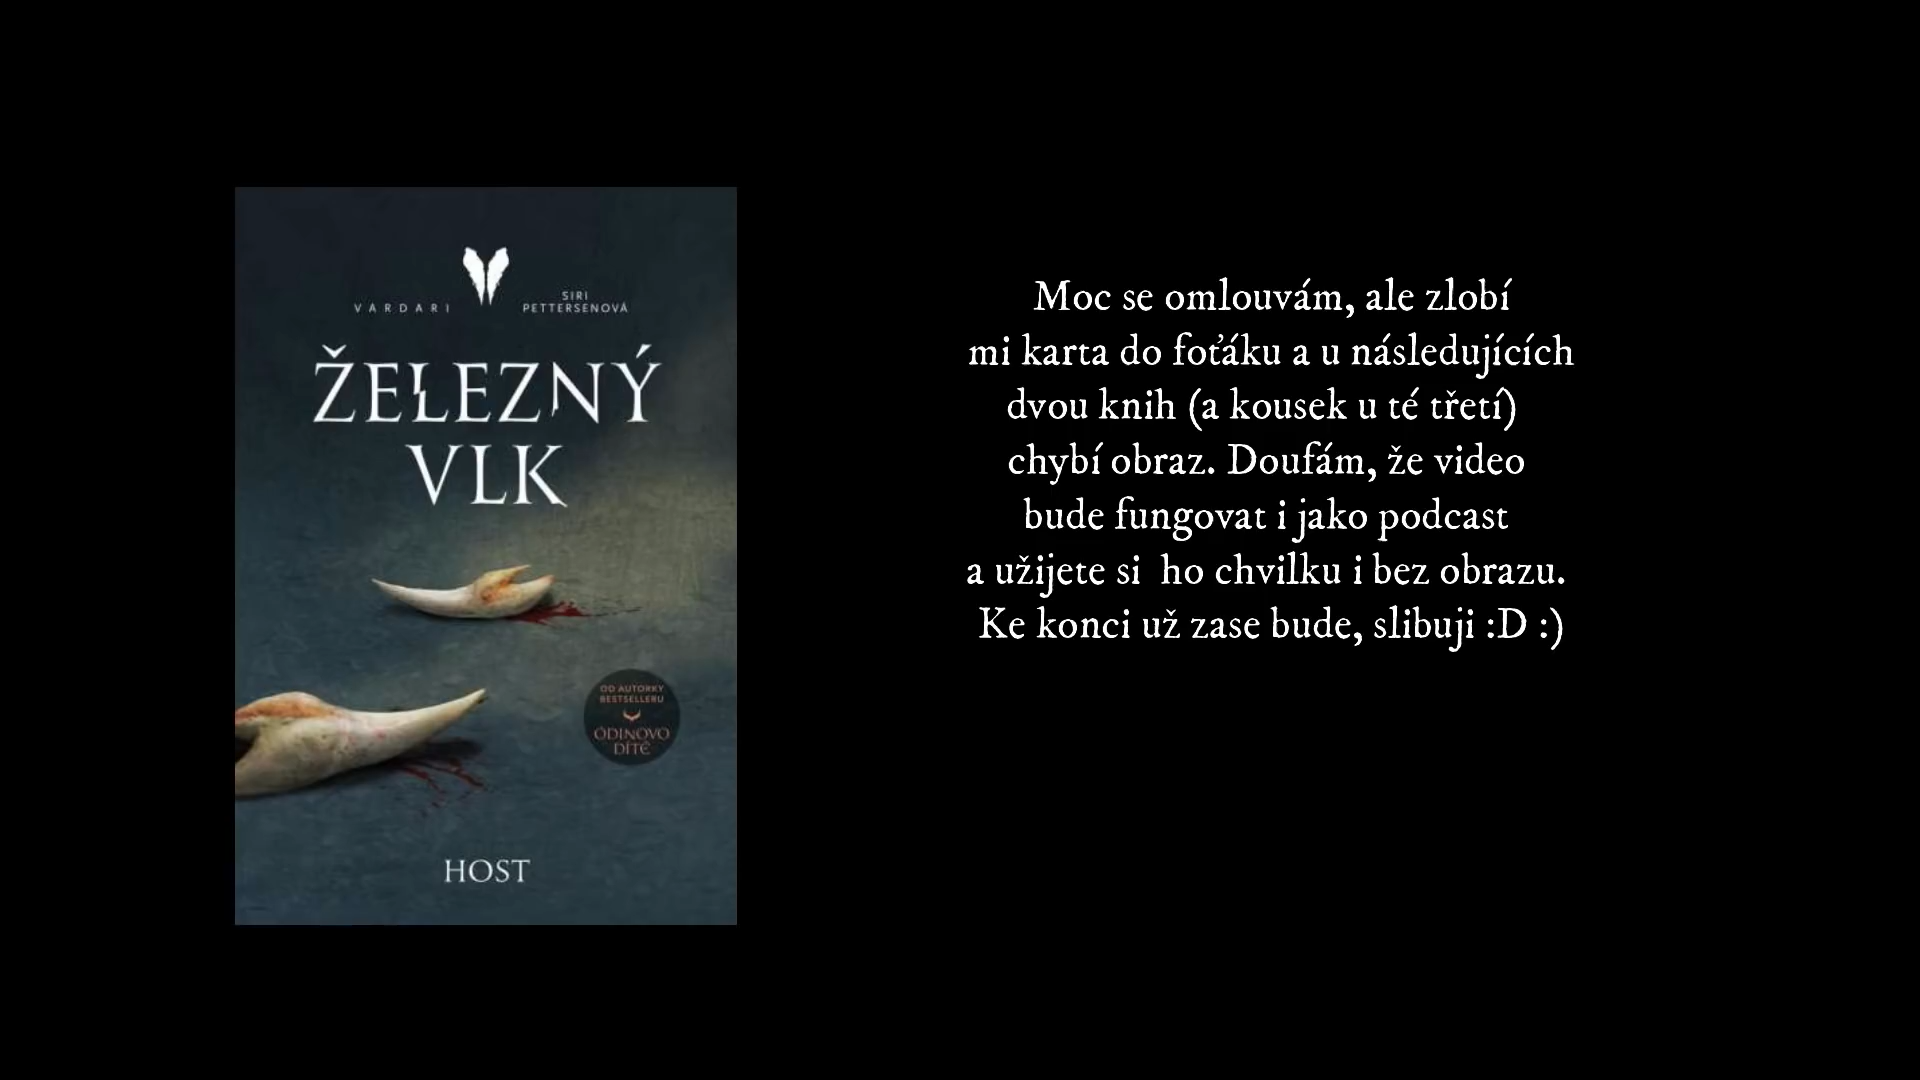 VARDARI
SIRI
PETTERSENOVÁ
ŽELEZNÝ
VLK
OD AUTORKY
BESTSELLERU
ÓDINOVO
DÍTĚ
HOST
Moc se omlouvám, ale zlobí
mi karta do foťáku a u následujících
dvou knih (a kousek u té třetí)
chybí obraz. Doufám, že video
bude fungovat i jako podcast
a užijete si ho chvilku i bez obrazu.
Ke konci už zase bude, slibuji :D :)